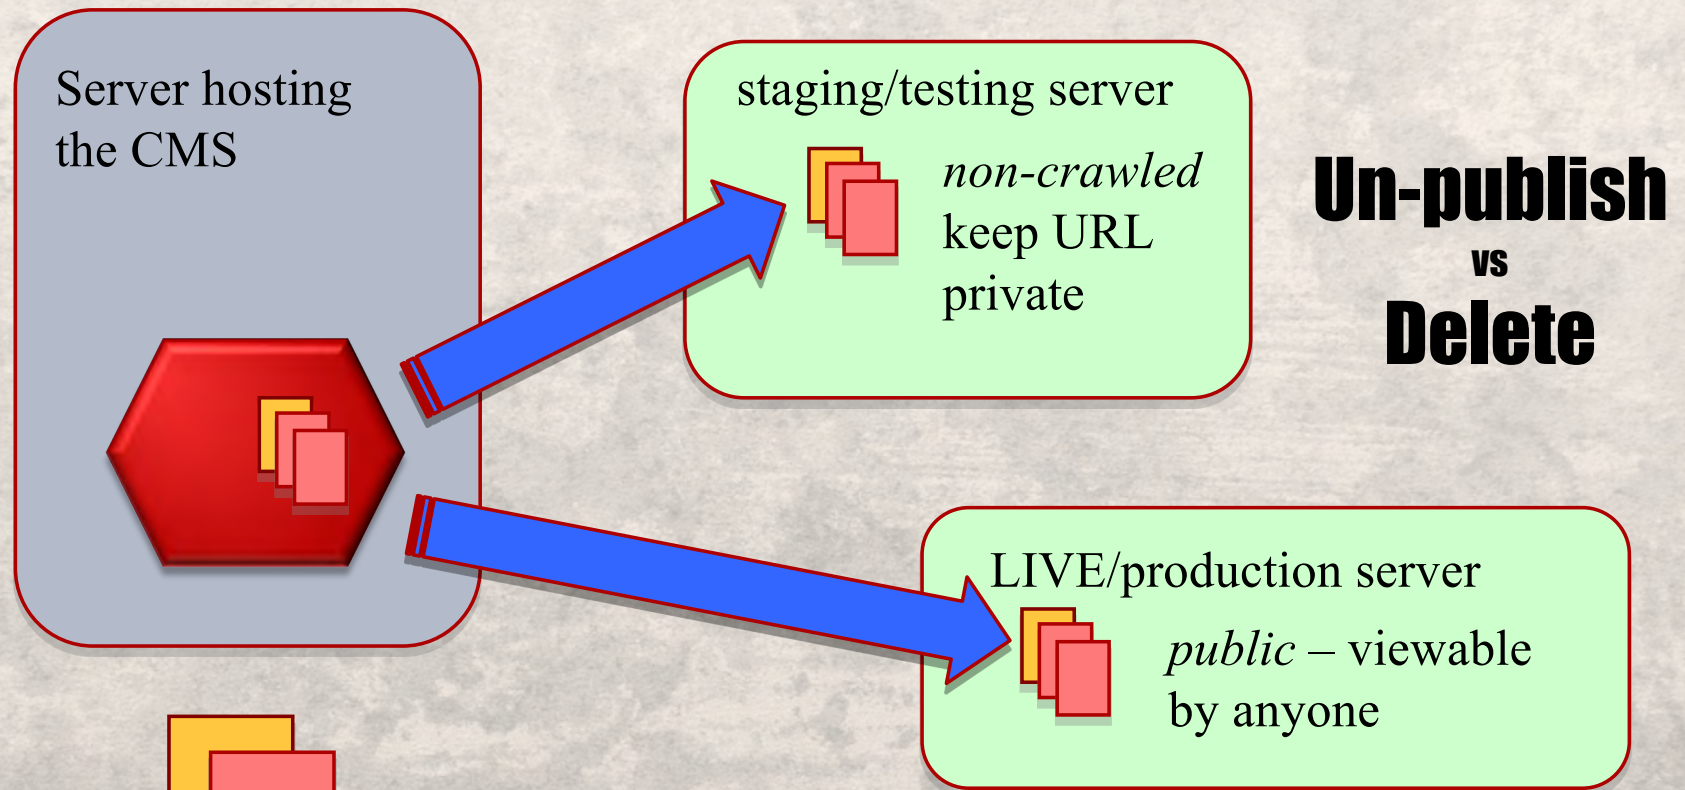 Server hosting
the CMS
staging/testing server
non-crawled
keep URL
private
Un-publish
vs
Delete
LIVE/production server
public – viewable
by anyone